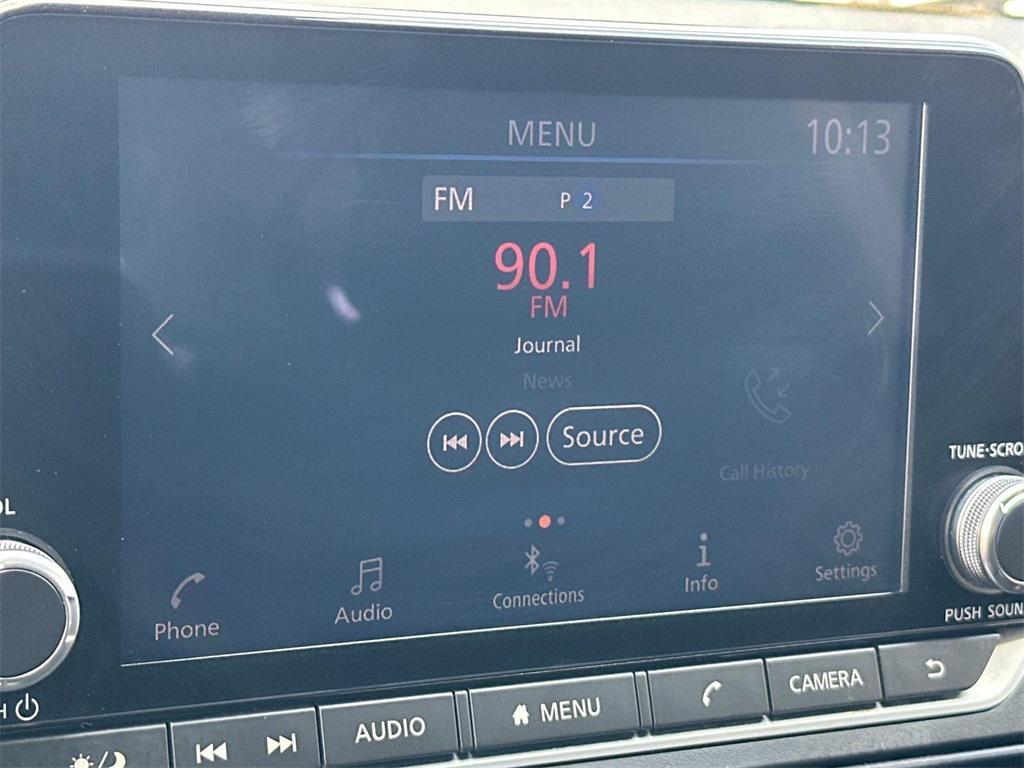 MENU 10:13
FM P 2
90.1
FM
Journal
News
Source
Call History
Phone Audio Connections Info Settings
TUNE·SCRO
PUSH SOUN
OL
H
AUDIO MENU CAMERA